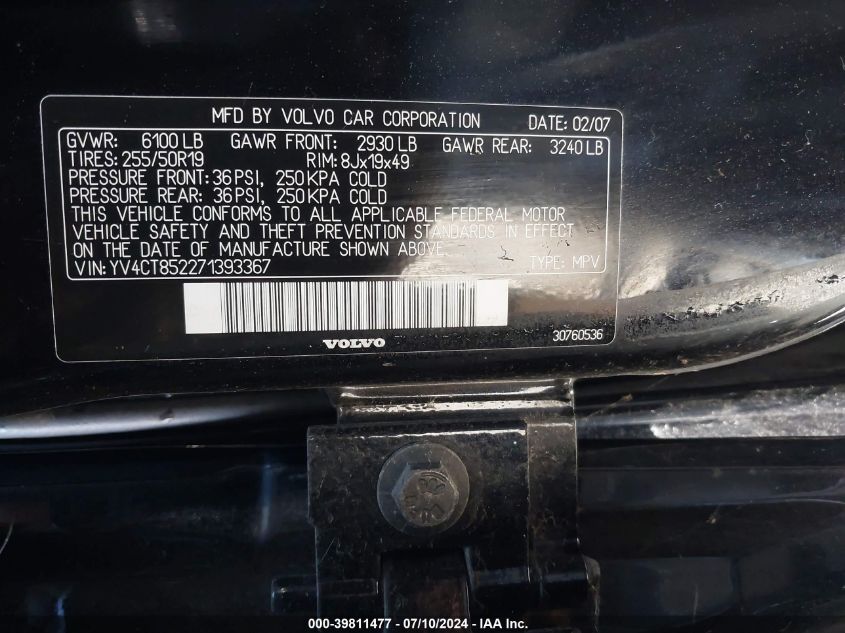 MFD BY VOLVO CAR CORPORATION DATE: 02/07
GVWR: 6100 LB GAWR FRONT: 2930 LB GAWR REAR: 3240 LB
TIRES: 255/50R19 RIM: 8Jx19x49
PRESSURE FRONT: 36 PSI, 250 KPA COLD
PRESSURE REAR: 36 PSI, 250 KPA COLD
THIS VEHICLE CONFORMS TO ALL APPLICABLE FEDERAL MOTOR
VEHICLE SAFETY AND THEFT PREVENTION STANDARDS IN EFFECT
ON THE DATE OF MANUFACTURE SHOWN ABOVE.
VIN: YV4CT852271393367 TYPE: MPV
VOLVO 30760536
000-39811477 - 07/10/2024 - IAA Inc.